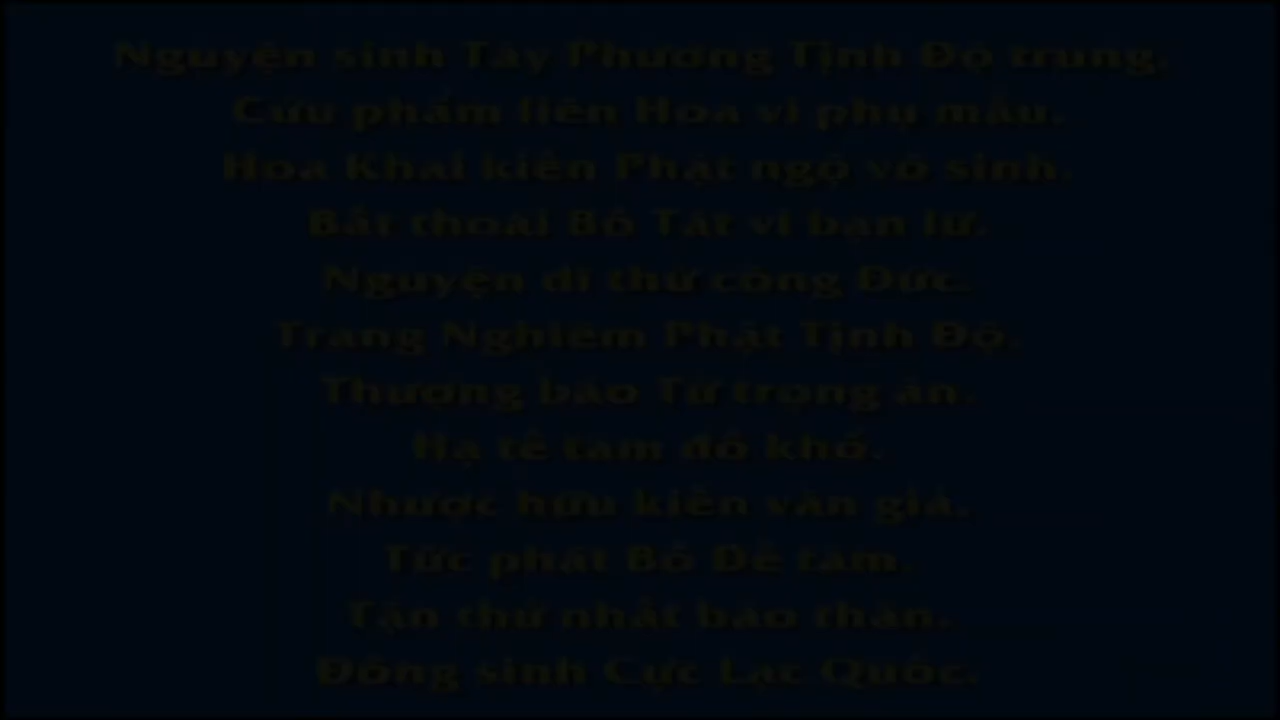 Nguyện sinh Tây Phương Tịnh Độ trung,
Cửu phẩm liên Hoa vi phụ mẫu.
Hoa Khai kiến Phật ngộ vô sinh.
Bất thoái Bồ Tát vi bạn lữ.
Nguyện dĩ thử công Đức.
Trang Nghiêm Phật Tịnh Độ.
Thượng báo Tứ trọng ân.
Hạ tế tam đồ khổ.
Nhược hữu kiến văn giả,
Tức phát Bồ Đề tâm.
Tận thử nhất báo thân.
Đồng sinh Cực Lạc Quốc.